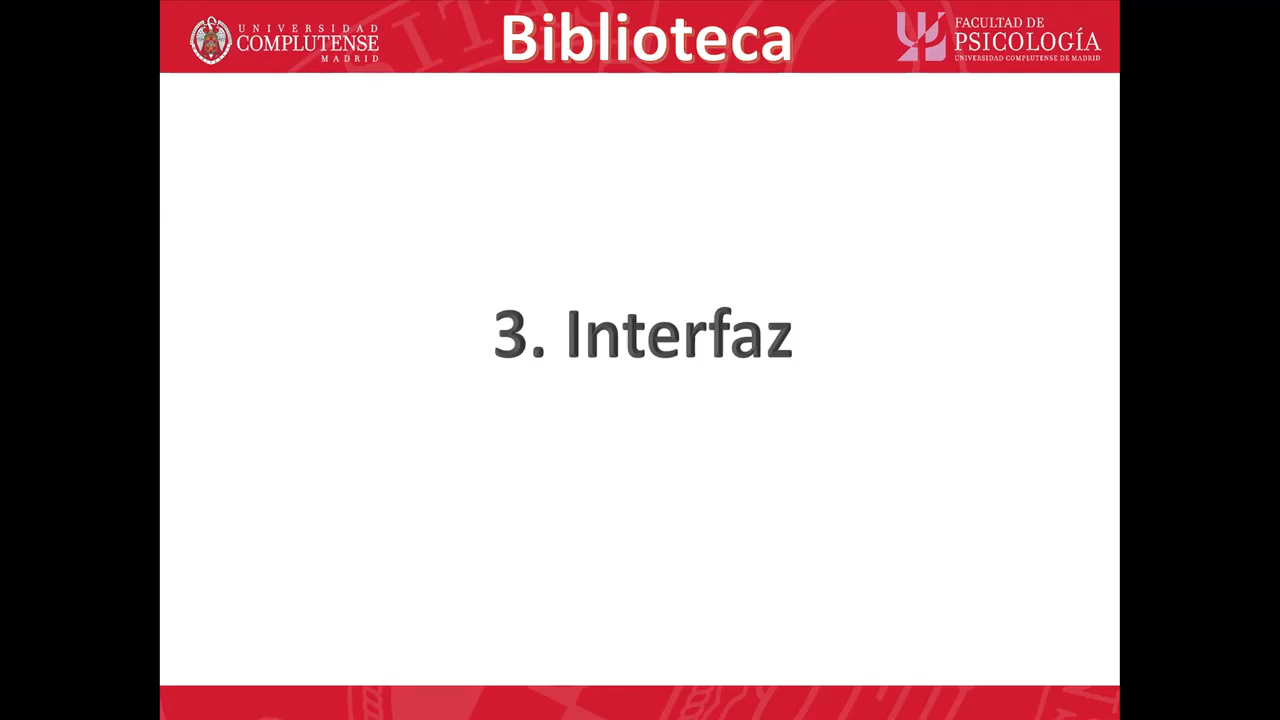 UNIVERSIDAD
COMPLUTENSE
MADRID
Biblioteca
FACULTAD DE
PSICOLOGÍA
UNIVERSIDAD COMPLUTENSE DE MADRID
3. Interfaz